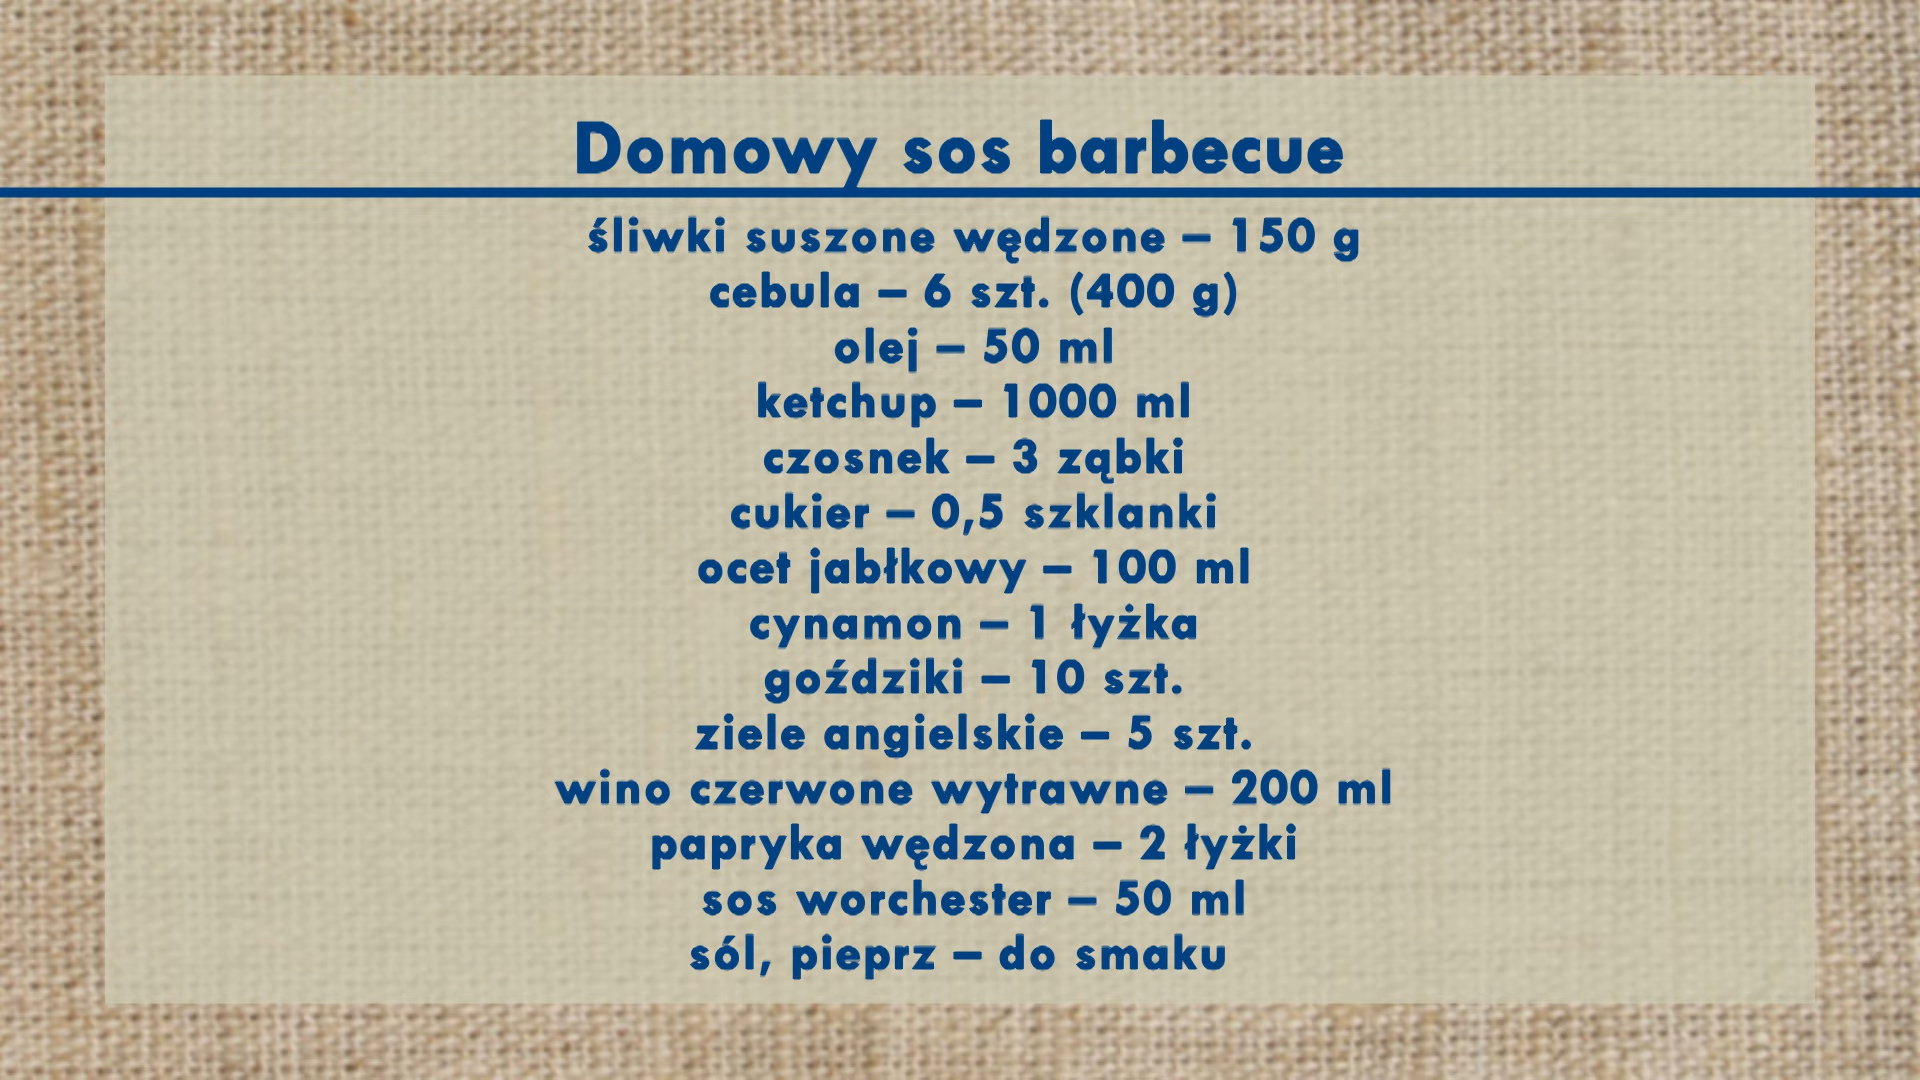 Domowy sos barbecue
śliwki suszone wędzone – 150 g
cebula – 6 szt. (400 g)
olej – 50 ml
ketchup – 1000 ml
czosnek – 3 ząbki
cukier – 0,5 szklanki
ocet jabłkowy – 100 ml
cynamon – 1 łyżka
goździki – 10 szt.
ziele angielskie – 5 szt.
wino czerwone wytrawne – 200 ml
papryka wędzona – 2 łyżki
sos worchester – 50 ml
sól, pieprz – do smaku